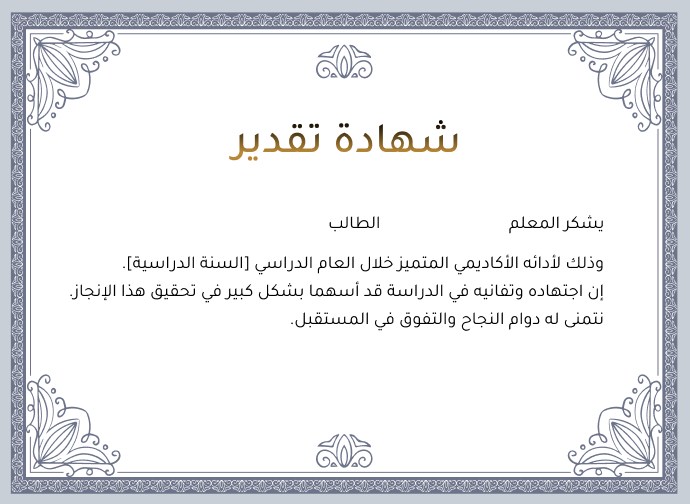 شهادة تقدير
يشكر المعلم الطالب
وذلك لأدائه الأكاديمي المتميز خلال العام الدراسي [السنة الدراسية].
إن اجتهاده وتفانيه في الدراسة قد أسهما بشكل كبير في تحقيق هذا الإنجاز.
نتمنى له دوام النجاح والتفوق في المستقبل.